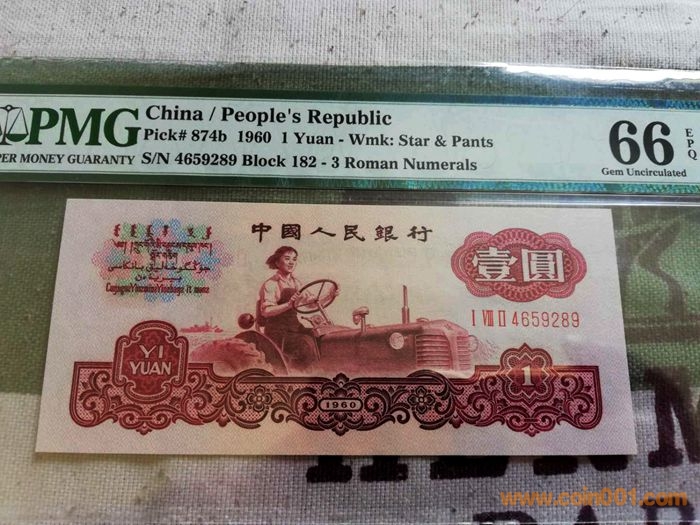 PMG
PAPER MONEY GUARANTY
China / People's Republic
Pick# 874b 1960 1 Yuan - Wmk: Star & Pants
S/N 4659289 Block 182 - 3 Roman Numerals
66 EPQ
Gem Uncirculated
中國人民銀行
壹圓
I VIII II 4659289
YI
YUAN
1960
1
www.coin001.com